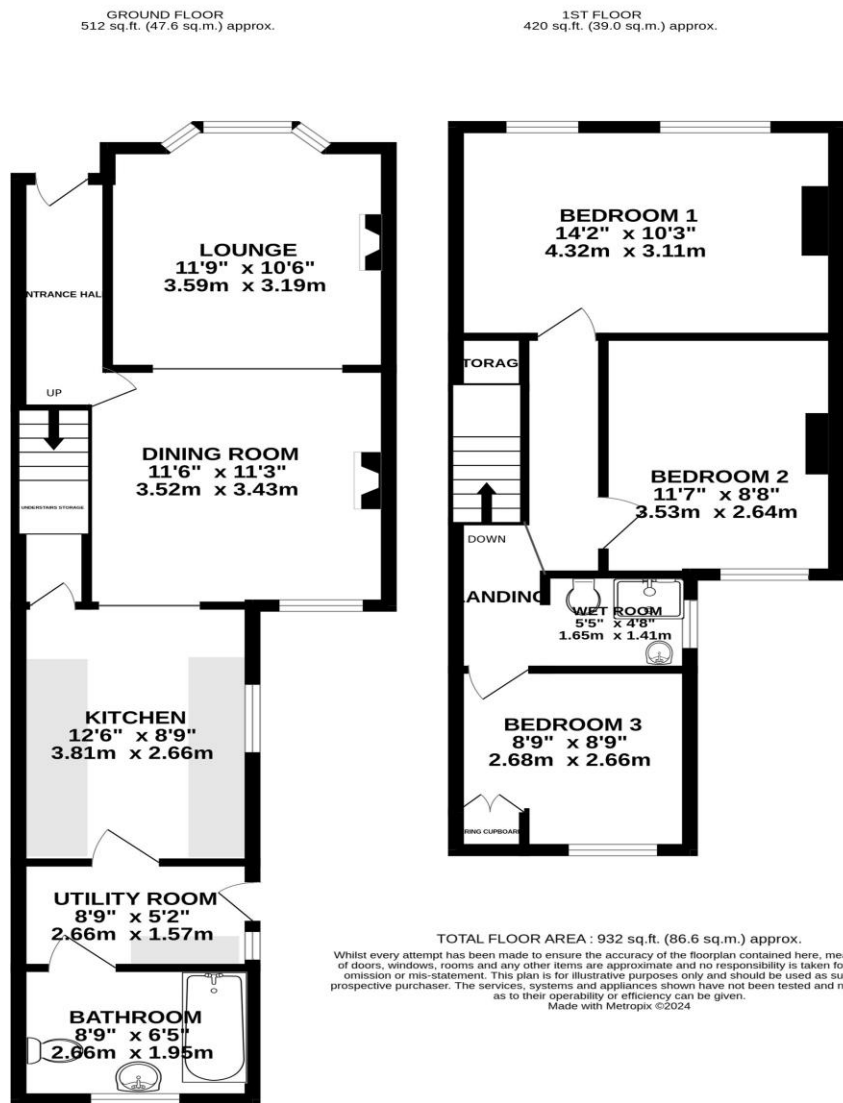 GROUND FLOOR
512 sq.ft. (47.6 sq.m.) approx.
1ST FLOOR
420 sq.ft. (39.0 sq.m.) approx.
LOUNGE
11'9" x 10'6"
3.59m x 3.19m
NTRANCE HAL
UP
DINING ROOM
11'6" x 11'3"
3.52m x 3.43m
UNDERSTAIRS STORAGE
KITCHEN
12'6" x 8'9"
3.81m x 2.66m
UTILITY ROOM
8'9" x 5'2"
2.66m x 1.57m
BATHROOM
8'9" x 6'5"
2.66m x 1.95m
BEDROOM 1
14'2" x 10'3"
4.32m x 3.11m
TORAG
BEDROOM 2
11'7" x 8'8"
3.53m x 2.64m
DOWN
LANDING
WET ROOM
5'5" x 4'8"
1.65m x 1.41m
BEDROOM 3
8'9" x 8'9"
2.68m x 2.66m
RING CUPBOAR
TOTAL FLOOR AREA : 932 sq.ft. (86.6 sq.m.) approx.
Whilst every attempt has been made to ensure the accuracy of the floorplan contained here, mea
of doors, windows, rooms and any other items are approximate and no responsibility is taken fo
omission or mis-statement. This plan is for illustrative purposes only and should be used as su
prospective purchaser. The services, systems and appliances shown have not been tested and n
as to their operability or efficiency can be given.
Made with Metropix ©2024